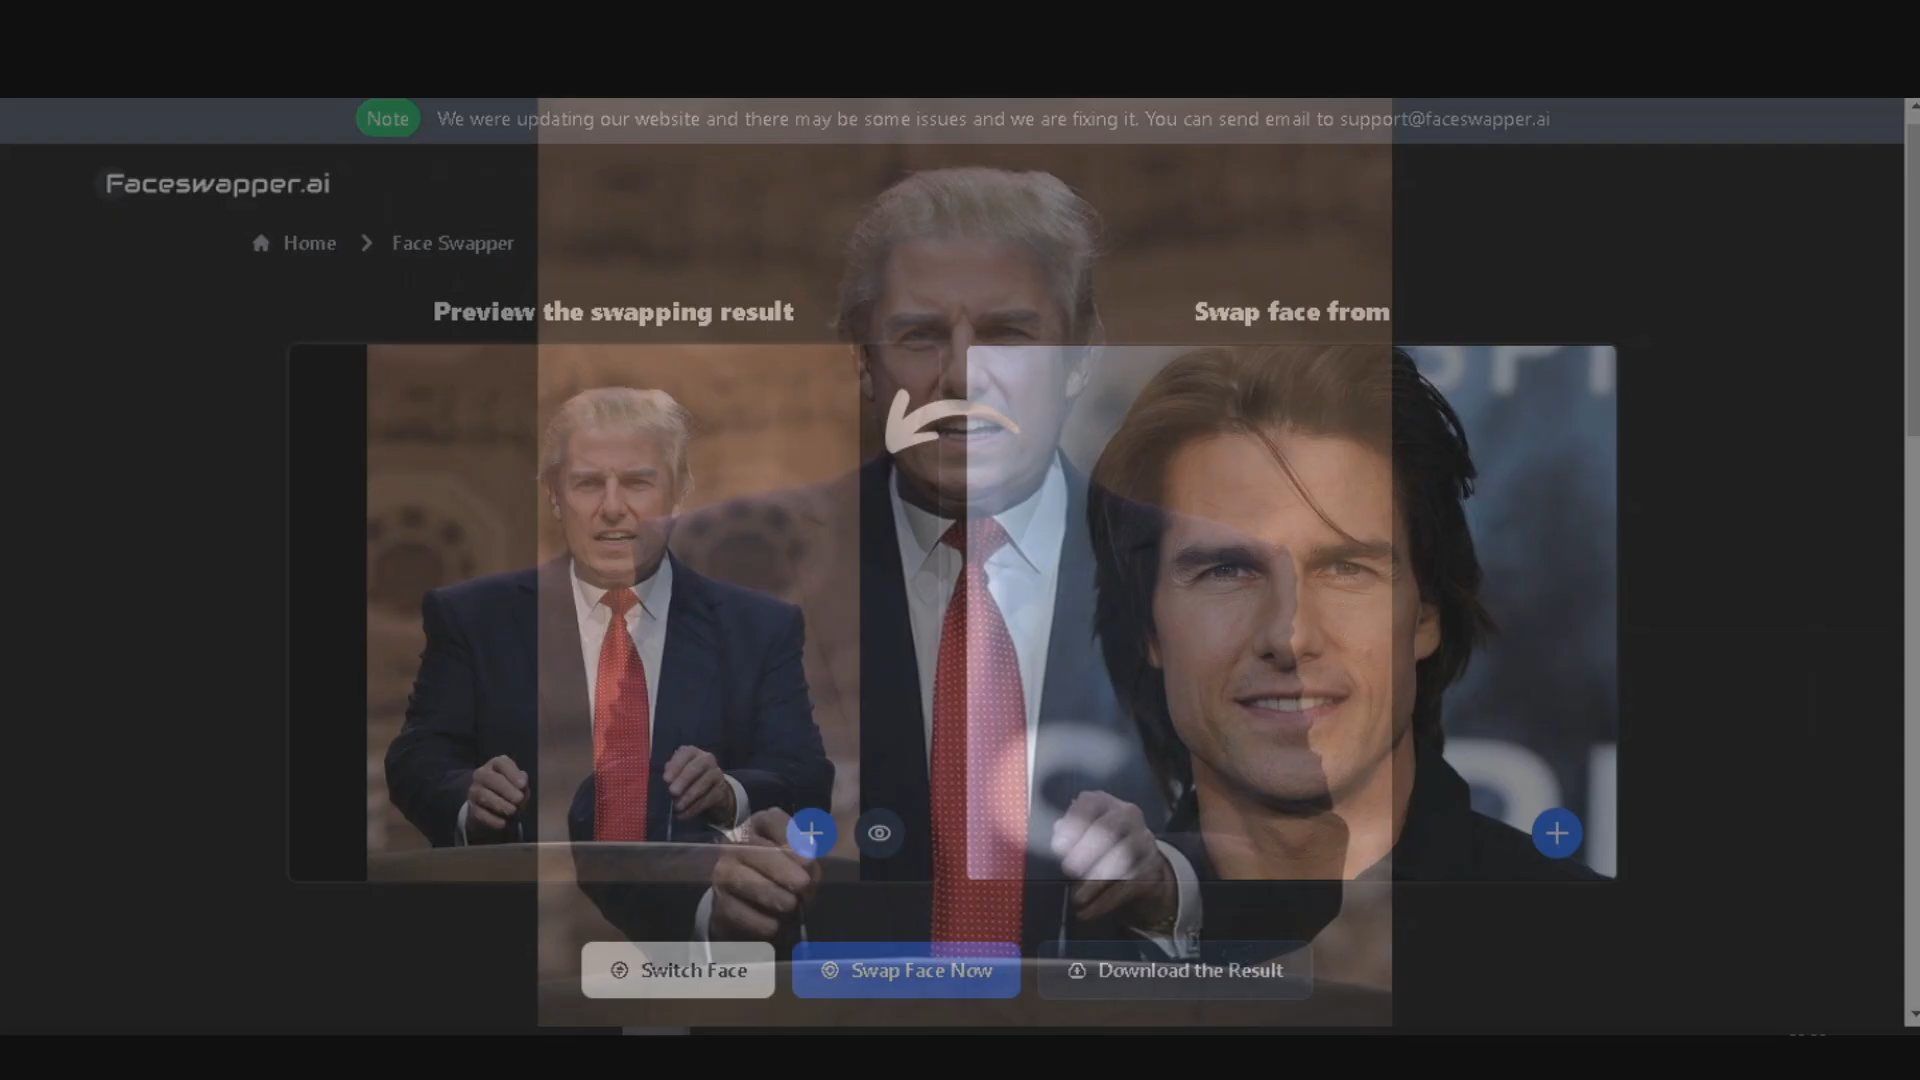 Note We were updating our website and there may be some issues and we are fixing it. You can send email to support@faceswapper.ai
Faceswapper.ai
Home > Face Swapper
Preview the swapping result
Swap face from
Switch Face
Swap Face Now
Download the Result